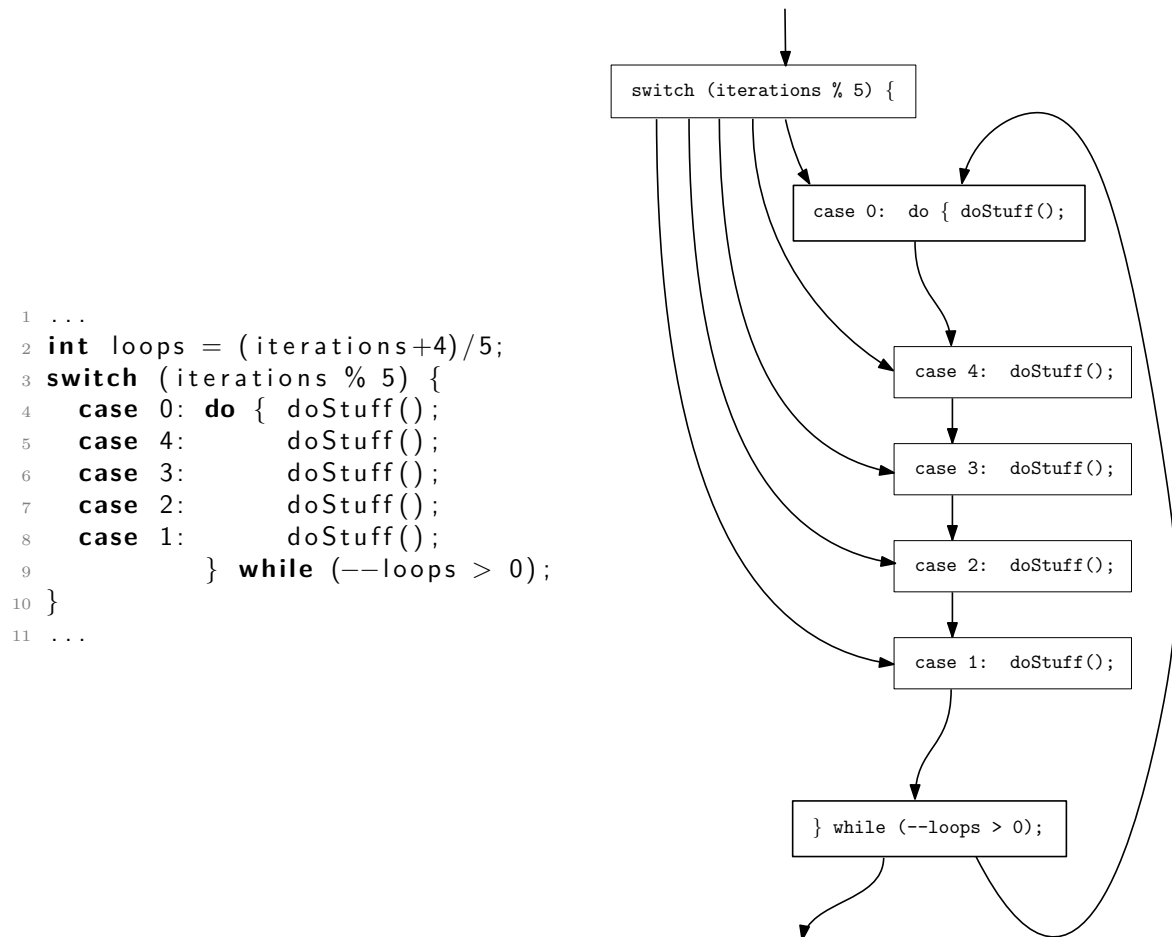 1 ...
2 int loops = (iterations+4)/5;
3 switch (iterations % 5) {
4 case 0: do { doStuff();
5 case 4: doStuff();
6 case 3: doStuff();
7 case 2: doStuff();
8 case 1: doStuff();
9 } while (--loops > 0);
10 }
11 ...
switch (iterations % 5) {
case 0: do { doStuff();
case 4: doStuff();
case 3: doStuff();
case 2: doStuff();
case 1: doStuff();
} while (--loops > 0);